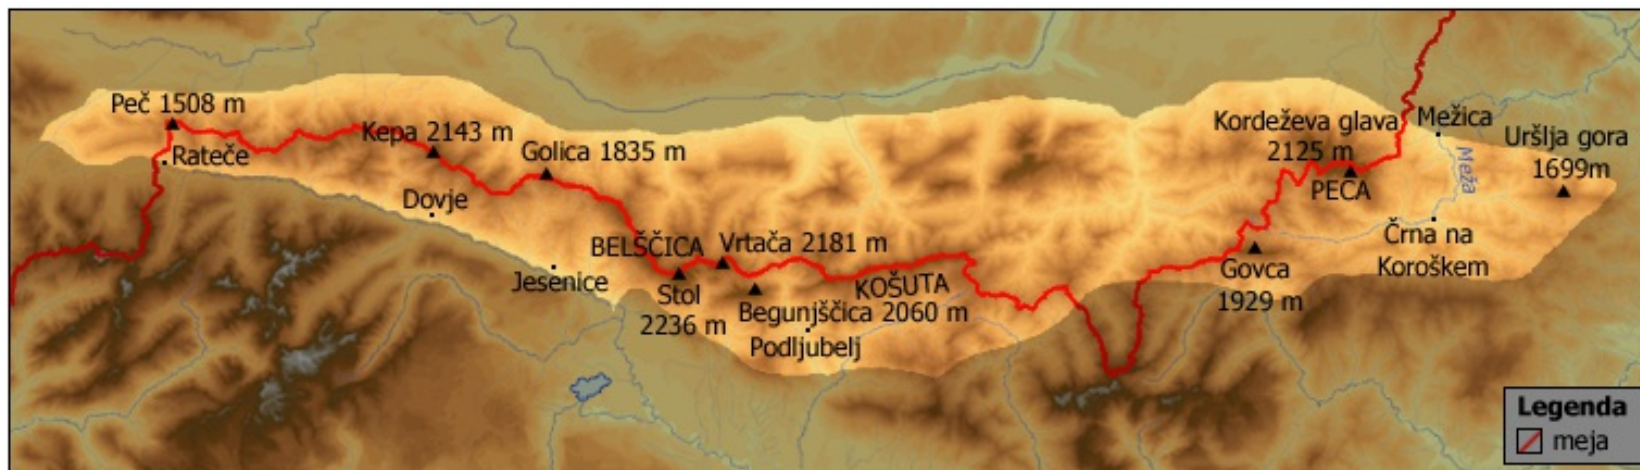 Peč 1508 m
Rateče
Kepa 2143 m
Dovje
Golica 1835 m
Jesenice
BELŠČICA
Stol
2236 m
Vrtača 2181 m
Begunjščica 2060 m
Podljubelj
KOŠUTA
Kordeževa glava
2125 m
PECA
Govca
1929 m
Mežica
Meža
Črna na
Koroškem
Uršlja gora
1699m
Legenda
meja